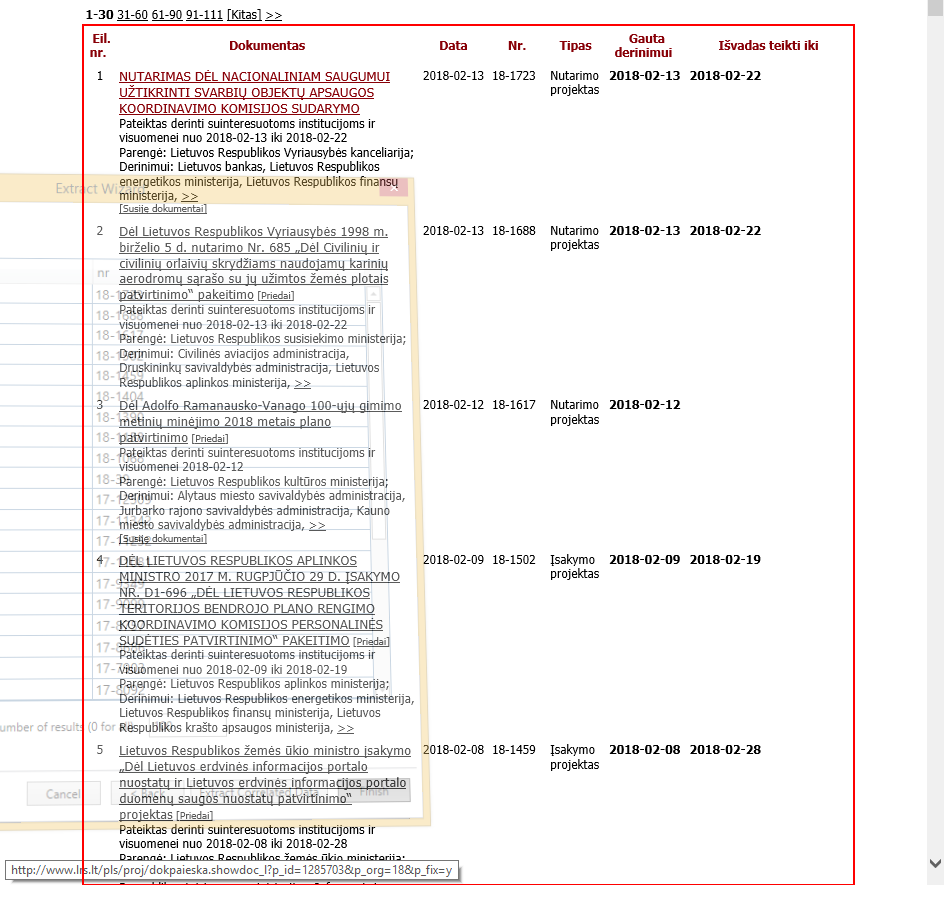 1-30 31-60 61-90 91-111 [Kitas] >>
Eil. nr. Dokumentas Data Nr. Tipas Gauta derinimui Išvadas teikti iki
1 NUTARIMAS DĖL NACIONALINIAM SAUGUMUI 2018-02-13 18-1723 Nutarimo projektas 2018-02-13 2018-02-22
UŽTIKRINTI SVARBIŲ OBJEKTŲ APSAUGOS
KOORDINAVIMO KOMISIJOS SUDARYMO
Pateiktas derinti suinteresuotoms institucijoms ir
visuomenei nuo 2018-02-13 iki 2018-02-22
Parengė: Lietuvos Respublikos Vyriausybės kanceliarija;
Derinimui: Lietuvos bankas, Lietuvos Respublikos
energetikos ministerija, Lietuvos Respublikos finansų
ministerija, >>
[Susiję dokumentai]
2 Dėl Lietuvos Respublikos Vyriausybės 1998 m. 2018-02-13 18-1688 Nutarimo projektas 2018-02-13 2018-02-22
birželio 5 d. nutarimo Nr. 685 „Dėl Civilinių ir
civilinių orlaivių skrydžiams naudojamų karinių
aerodromų sąrašo su jų užimtos žemės plotais
patvirtinimo“ pakeitimo [Priedai]
Pateiktas derinti suinteresuotoms institucijoms ir
visuomenei nuo 2018-02-13 iki 2018-02-22
Parengė: Lietuvos Respublikos susisiekimo ministerija;
Derinimui: Civilinės aviacijos administracija,
Druskininkų savivaldybės administracija, Lietuvos
Respublikos aplinkos ministerija, >>
3 Dėl Adolfo Ramanausko-Vanago 100-ųjų gimimo 2018-02-12 18-1617 Nutarimo projektas 2018-02-12
metinių minėjimo 2018 metais plano
patvirtinimo [Priedai]
Pateiktas derinti suinteresuotoms institucijoms ir
visuomenei 2018-02-12
Parengė: Lietuvos Respublikos kultūros ministerija;
Derinimui: Alytaus miesto savivaldybės administracija,
Jurbarko rajono savivaldybės administracija, Kauno
miesto savivaldybės administracija, >>
[Susiję dokumentai]
4 DĖL LIETUVOS RESPUBLIKOS APLINKOS 2018-02-09 18-1502 Įsakymo projektas 2018-02-09 2018-02-19
MINISTRO 2017 M. RUGPJŪČIO 29 D. ĮSAKYMO
NR. D1-696 „DĖL LIETUVOS RESPUBLIKOS
TERITORIJOS BENDROJO PLANO RENGIMO
KOORDINAVIMO KOMISIJOS PERSONALINĖS
SUDĖTIES PATVIRTINIMO“ PAKEITIMO [Priedai]
Pateiktas derinti suinteresuotoms institucijoms ir
visuomenei nuo 2018-02-09 iki 2018-02-19
Parengė: Lietuvos Respublikos aplinkos ministerija;
Derinimui: Lietuvos Respublikos energetikos ministerija,
Lietuvos Respublikos finansų ministerija, Lietuvos
Respublikos krašto apsaugos ministerija, >>
5 Lietuvos Respublikos žemės ūkio ministro įsakymo 2018-02-08 18-1459 Įsakymo projektas 2018-02-08 2018-02-28
„Dėl Lietuvos erdvinės informacijos portalo
nuostatų ir Lietuvos erdvinės informacijos portalo
duomenų saugos nuostatų patvirtinimo“
projektas [Priedai]
Pateiktas derinti suinteresuotoms institucijoms ir
visuomenei nuo 2018-02-08 iki 2018-02-28
Parengė: Lietuvos Respublikos žemės ūkio ministerija;
http://www.lrs.lt/pls/proj/dokpaieska.showdoc_l?p_id=1285703&p_org=18&p_fix=y
Extract Wizard
nr
18-1459
18-1404
umber of results (0 for
Cancel
Back
Extract Correlated Data
Finish